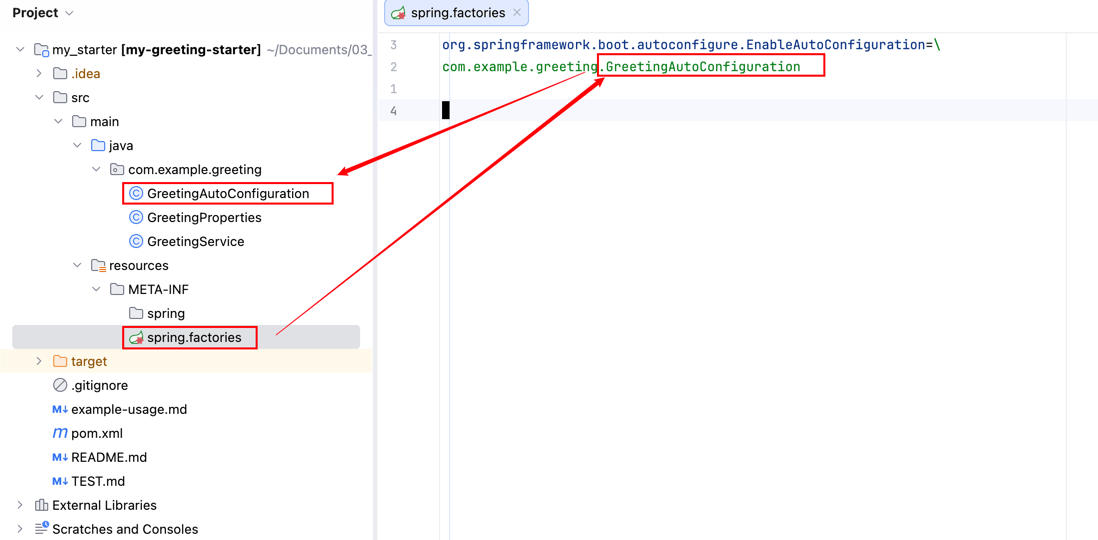 Project
my_starter [my-greeting-starter] ~/Documents/03_
.idea
src
main
java
com.example.greeting
GreetingAutoConfiguration
GreetingProperties
GreetingService
resources
META-INF
spring
spring.factories
target
.gitignore
example-usage.md
pom.xml
README.md
TEST.md
External Libraries
Scratches and Consoles
spring.factories
3 org.springframework.boot.autoconfigure.EnableAutoConfiguration=\
2 com.example.greeting.GreetingAutoConfiguration
1
4